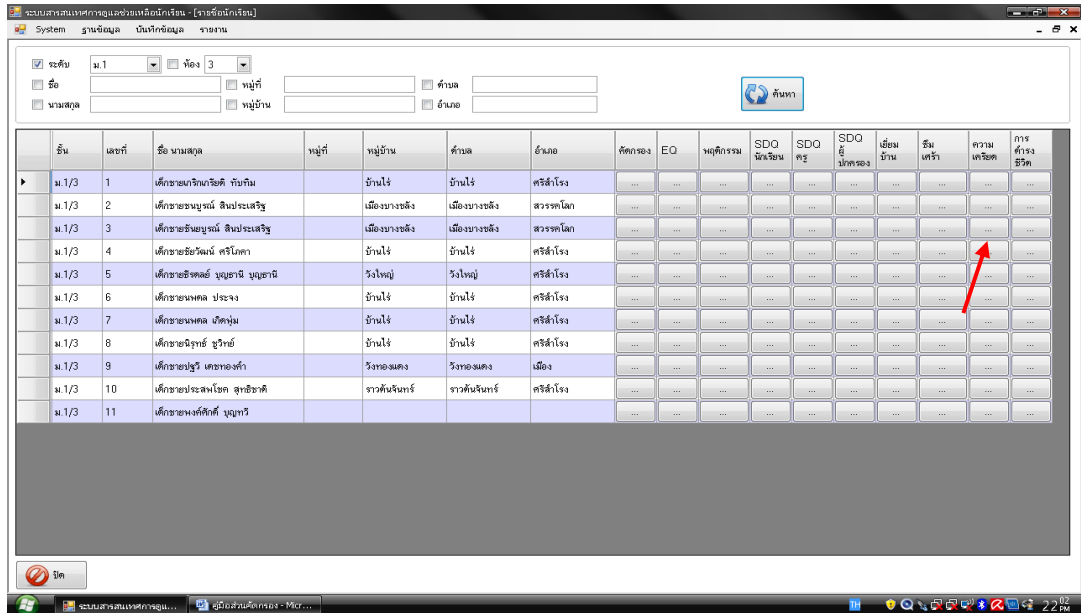 ระบบสารสนเทศการดูแลช่วยเหลือนักเรียน - [รายชื่อนักเรียน]
System ฐานข้อมูล บันทึกข้อมูล รายงาน
ระดับ ม.1 ห้อง 3
ชื่อ หมู่ที่ ตำบล
ค้นหา
นามสกุล หมู่บ้าน อำเภอ
ชั้น เลขที่ ชื่อ นามสกุล หมู่ที่ หมู่บ้าน ตำบล อำเภอ คัดกรอง EQ พฤติกรรม SDQ นักเรียน SDQ ครู SDQ ผู้ปกครอง เยี่ยมบ้าน ซึมเศร้า ความเครียด การดำรงชีวิต
ม.1/3 1 เด็กชายเกริกเกรียติ ทับทิม บ้านไร่ บ้านไร่ ศรีสำโรง ... ... ... ... ... ... ... ... ... ...
ม.1/3 2 เด็กชายชนบูรณ์ สินประเสริฐ เมืองบางขลัง เมืองบางขลัง สวรรคโลก ... ... ... ... ... ... ... ... ... ...
ม.1/3 3 เด็กชายชันยบูรณ์ สินประเสริฐ เมืองบางขลัง เมืองบางขลัง สวรรคโลก ... ... ... ... ... ... ... ... ... ...
ม.1/3 4 เด็กชายชัยวัฒน์ ศรีโภคา บ้านไร่ บ้านไร่ ศรีสำโรง ... ... ... ... ... ... ... ... ... ...
ม.1/3 5 เด็กชายธีรดลย์ บุญธานี บุญธานี วังใหญ่ วังใหญ่ ศรีสำโรง ... ... ... ... ... ... ... ... ... ...
ม.1/3 6 เด็กชายนพดล ประจง บ้านไร่ บ้านไร่ ศรีสำโรง ... ... ... ... ... ... ... ... ... ...
ม.1/3 7 เด็กชายนพดล เกิดพุ่ม บ้านไร่ บ้านไร่ ศรีสำโรง ... ... ... ... ... ... ... ... ... ...
ม.1/3 8 เด็กชายนิรุทธ์ ชูวิทย์ บ้านไร่ บ้านไร่ ศรีสำโรง ... ... ... ... ... ... ... ... ... ...
ม.1/3 9 เด็กชายปฐวี เดชทองคำ วังทองแดง วังทองแดง เมือง ... ... ... ... ... ... ... ... ... ...
ม.1/3 10 เด็กชายประสพโชค สุทธิชาติ ราวต้นจันทร์ ราวต้นจันทร์ ศรีสำโรง ... ... ... ... ... ... ... ... ... ...
ม.1/3 11 เด็กชายพงศ์ศักดิ์ บุญทวี ... ... ... ... ... ... ... ... ... ...
ปิด
ระบบสารสนเทศการดูแ... คู่มือส่วนคัดกรอง - Micr... TH 22 02 PM